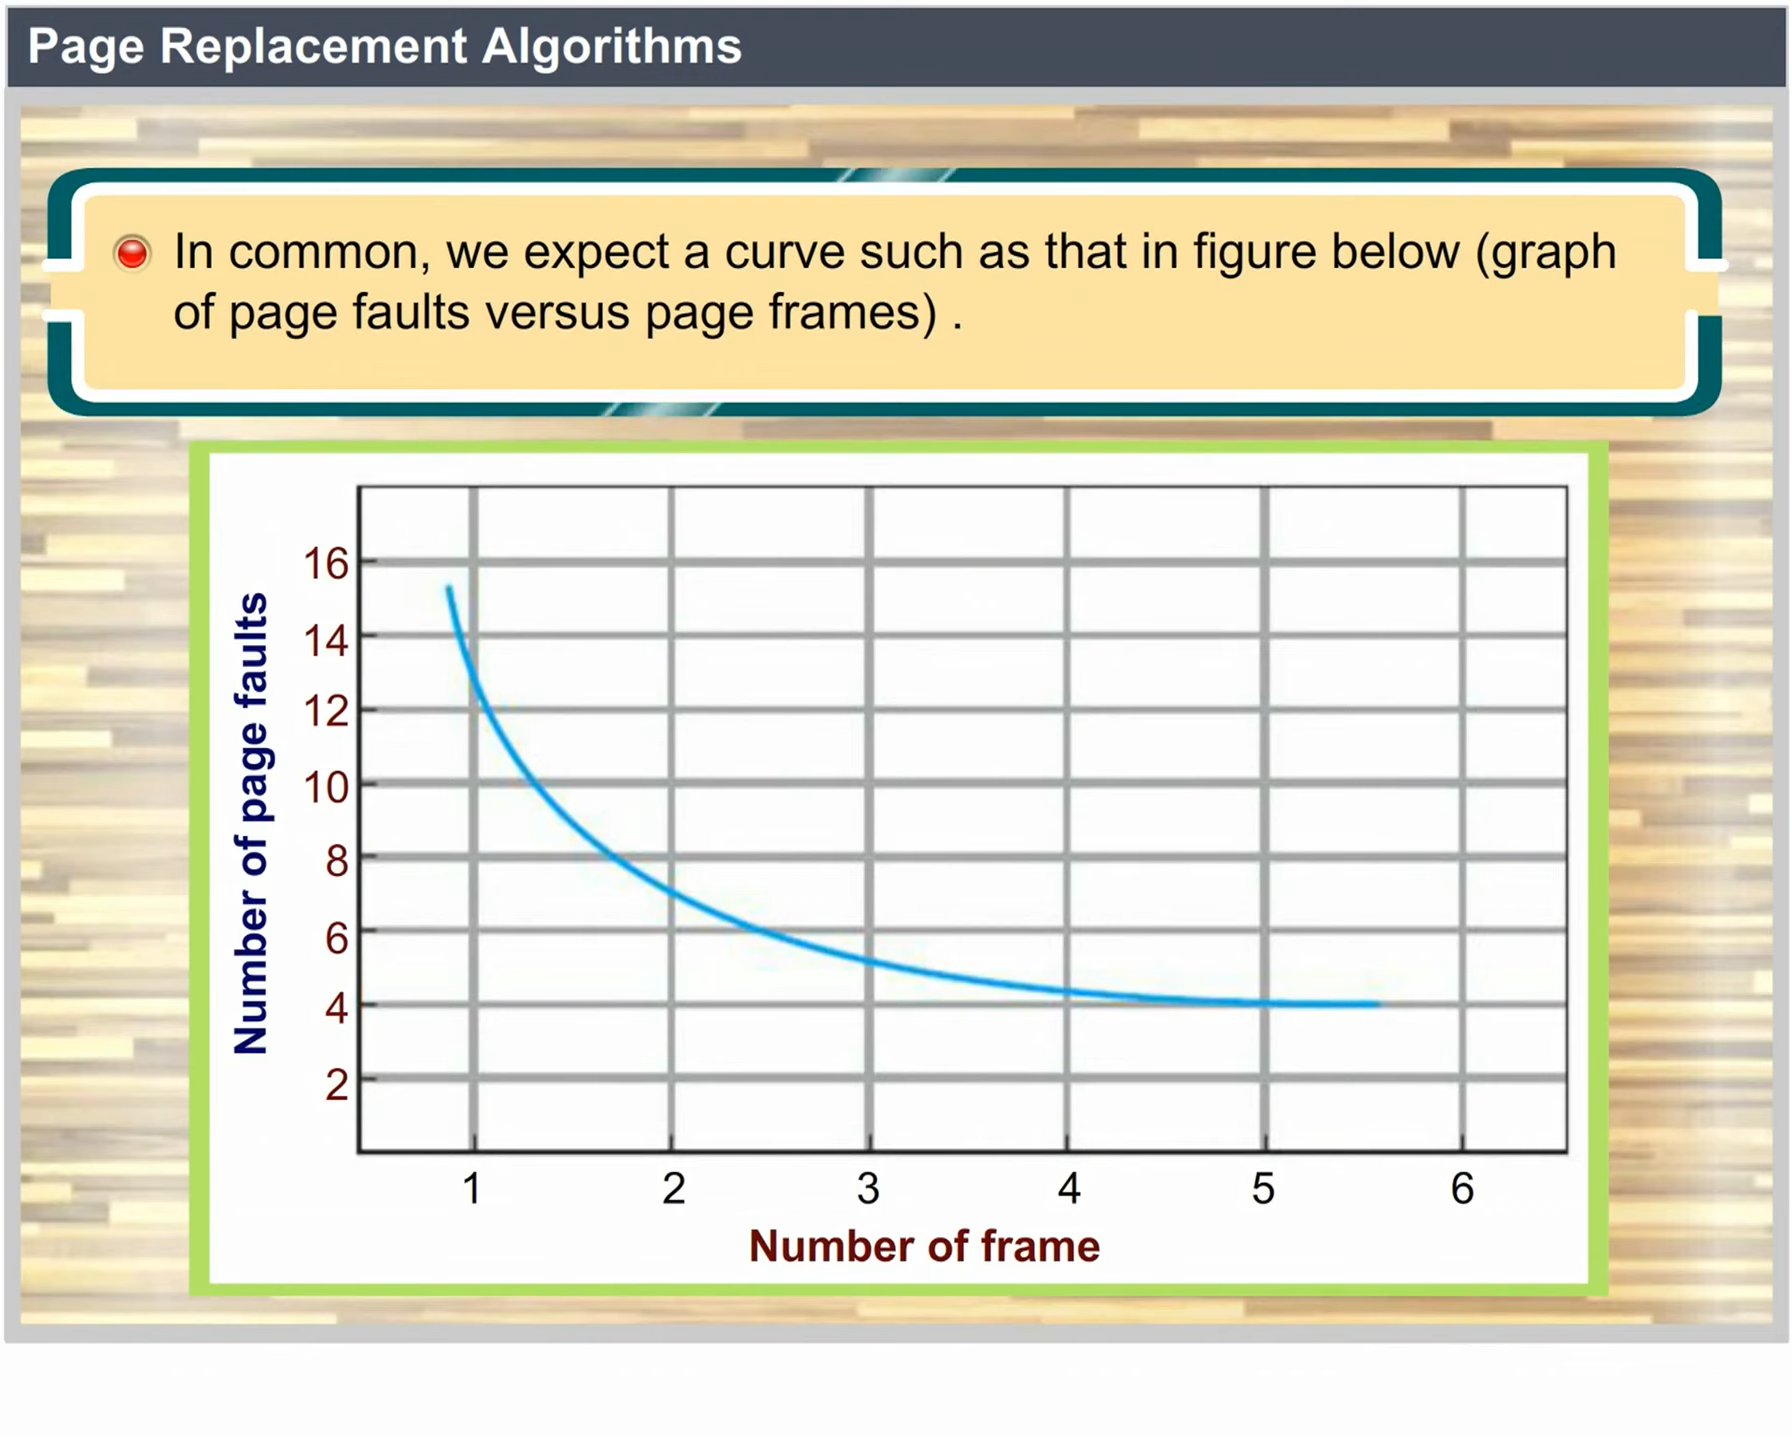 Page Replacement Algorithms
In common, we expect a curve such as that in figure below (graph
of page faults versus page frames) .
Number of page faults
16
14
12
10
8
6
4
2
1 2 3 4 5 6
Number of frame